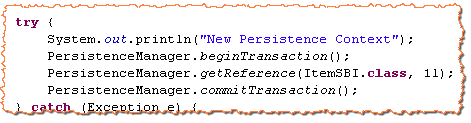 try {
System.out.println("New Persistence Context");
PersistenceManager.beginTransaction();
PersistenceManager.getReference(ItemSBI.class, 1l);
PersistenceManager.commitTransaction();
} catch (Exception e) {